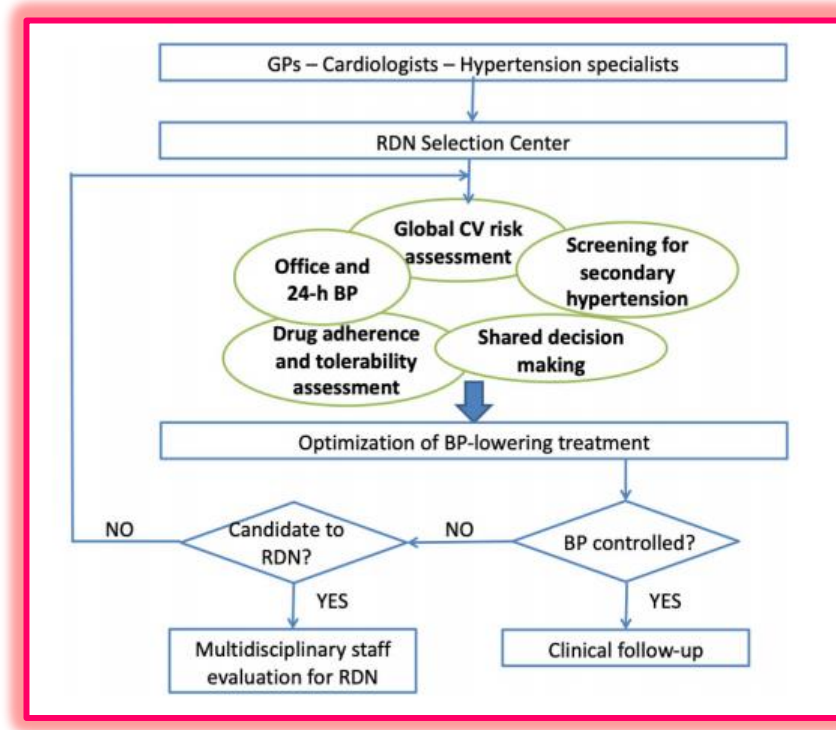 GPs – Cardiologists – Hypertension specialists
RDN Selection Center
Global CV risk
assessment
Office and
24-h BP
Screening for
secondary
hypertension
Drug adherence
and tolerability
assessment
Shared decision
making
Optimization of BP-lowering treatment
NO
Candidate to
RDN?
NO
BP controlled?
YES
YES
Multidisciplinary staff
evaluation for RDN
Clinical follow-up